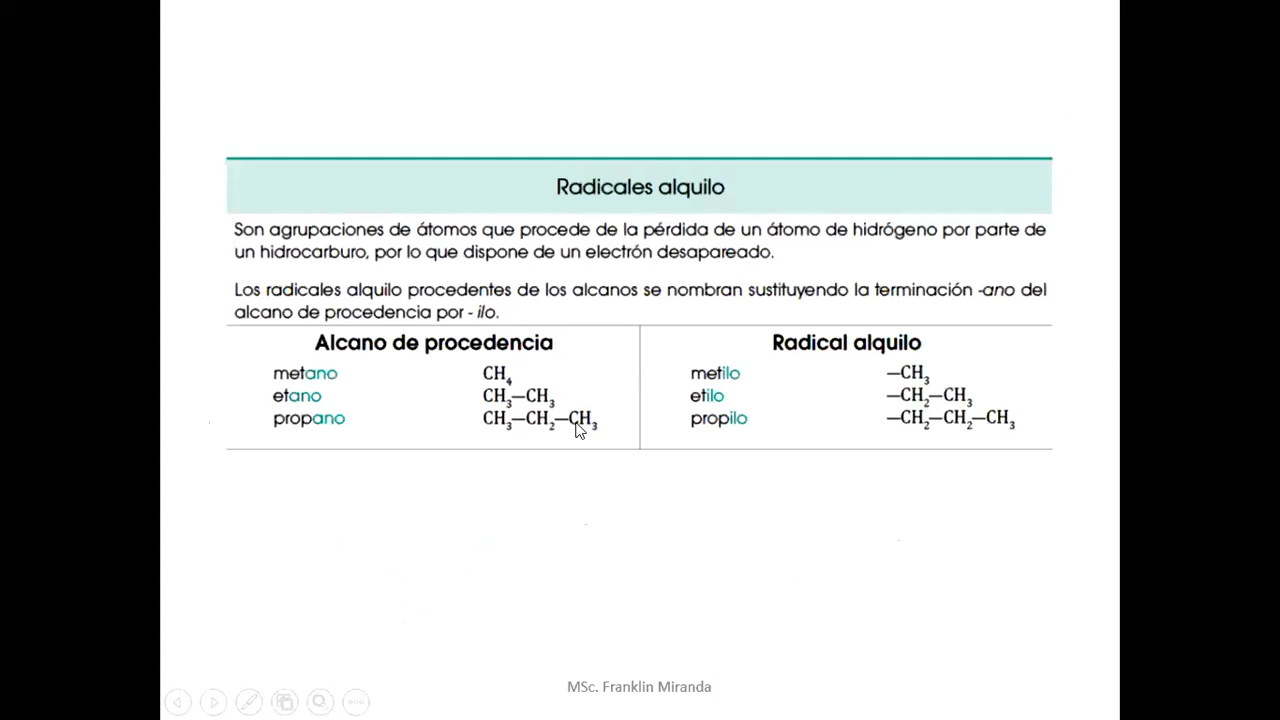 Radicales alquilo
Son agrupaciones de átomos que procede de la pérdida de un átomo de hidrógeno por parte de
un hidrocarburo, por lo que dispone de un electrón desapareado.
Los radicales alquilo procedentes de los alcanos se nombran sustituyendo la terminación -ano del
alcano de procedencia por - ilo.
Alcano de procedencia
metano CH₄
etano CH₃—CH₃
propano CH₃—CH₂—CH₃
Radical alquilo
metilo —CH₃
etilo —CH₂—CH₃
propilo —CH₂—CH₂—CH₃
MSc. Franklin Miranda